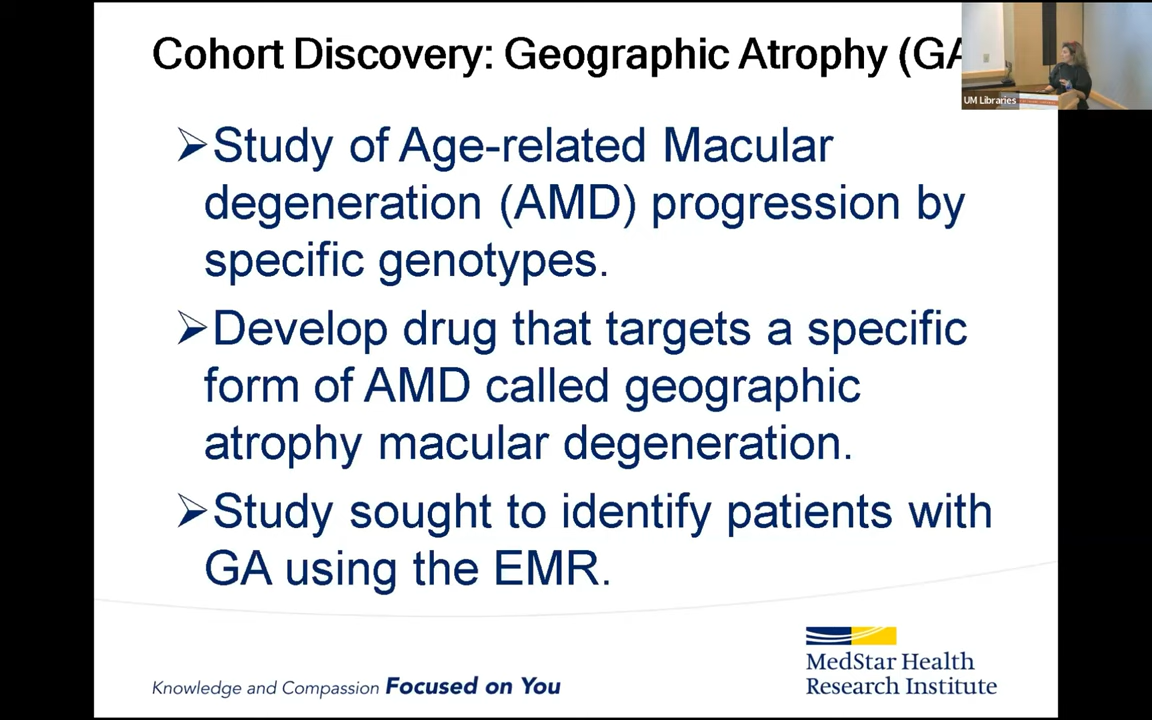 Cohort Discovery: Geographic Atrophy (GA
UM Libraries
➢Study of Age-related Macular
degeneration (AMD) progression by
specific genotypes.
➢Develop drug that targets a specific
form of AMD called geographic
atrophy macular degeneration.
➢Study sought to identify patients with
GA using the EMR.
Knowledge and Compassion Focused on You
MedStar Health
Research Institute